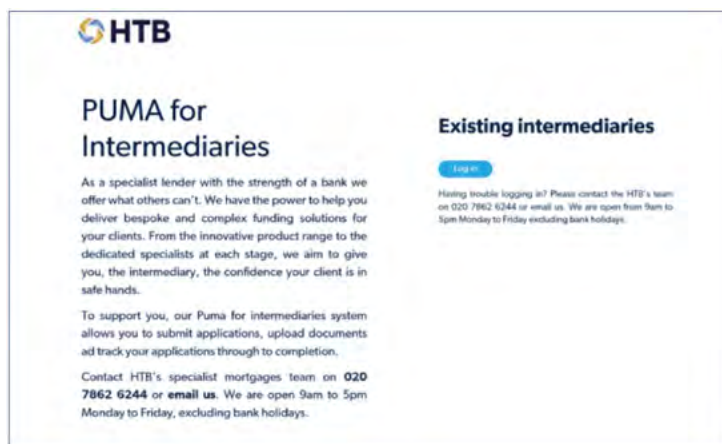 HTB
PUMA for
Intermediaries
As a specialist lender with the strength of a bank we
offer what others can't. We have the power to help you
deliver bespoke and complex funding solutions for
your clients. From the innovative product range to the
dedicated specialists at each stage, we aim to give
you, the intermediary, the confidence your client is in
safe hands.
To support you, our Puma for intermediaries system
allows you to submit applications, upload documents
ad track your applications through to completion.
Contact HTB's specialist mortgages team on 020
7862 6244 or email us. We are open 9am to 5pm
Monday to Friday, excluding bank holidays.
Existing intermediaries
Log in
Having trouble logging in? Please contact the HTB's team
on 020 7862 6244 or email us. We are open from 9am to
5pm Monday to Friday excluding bank holidays.